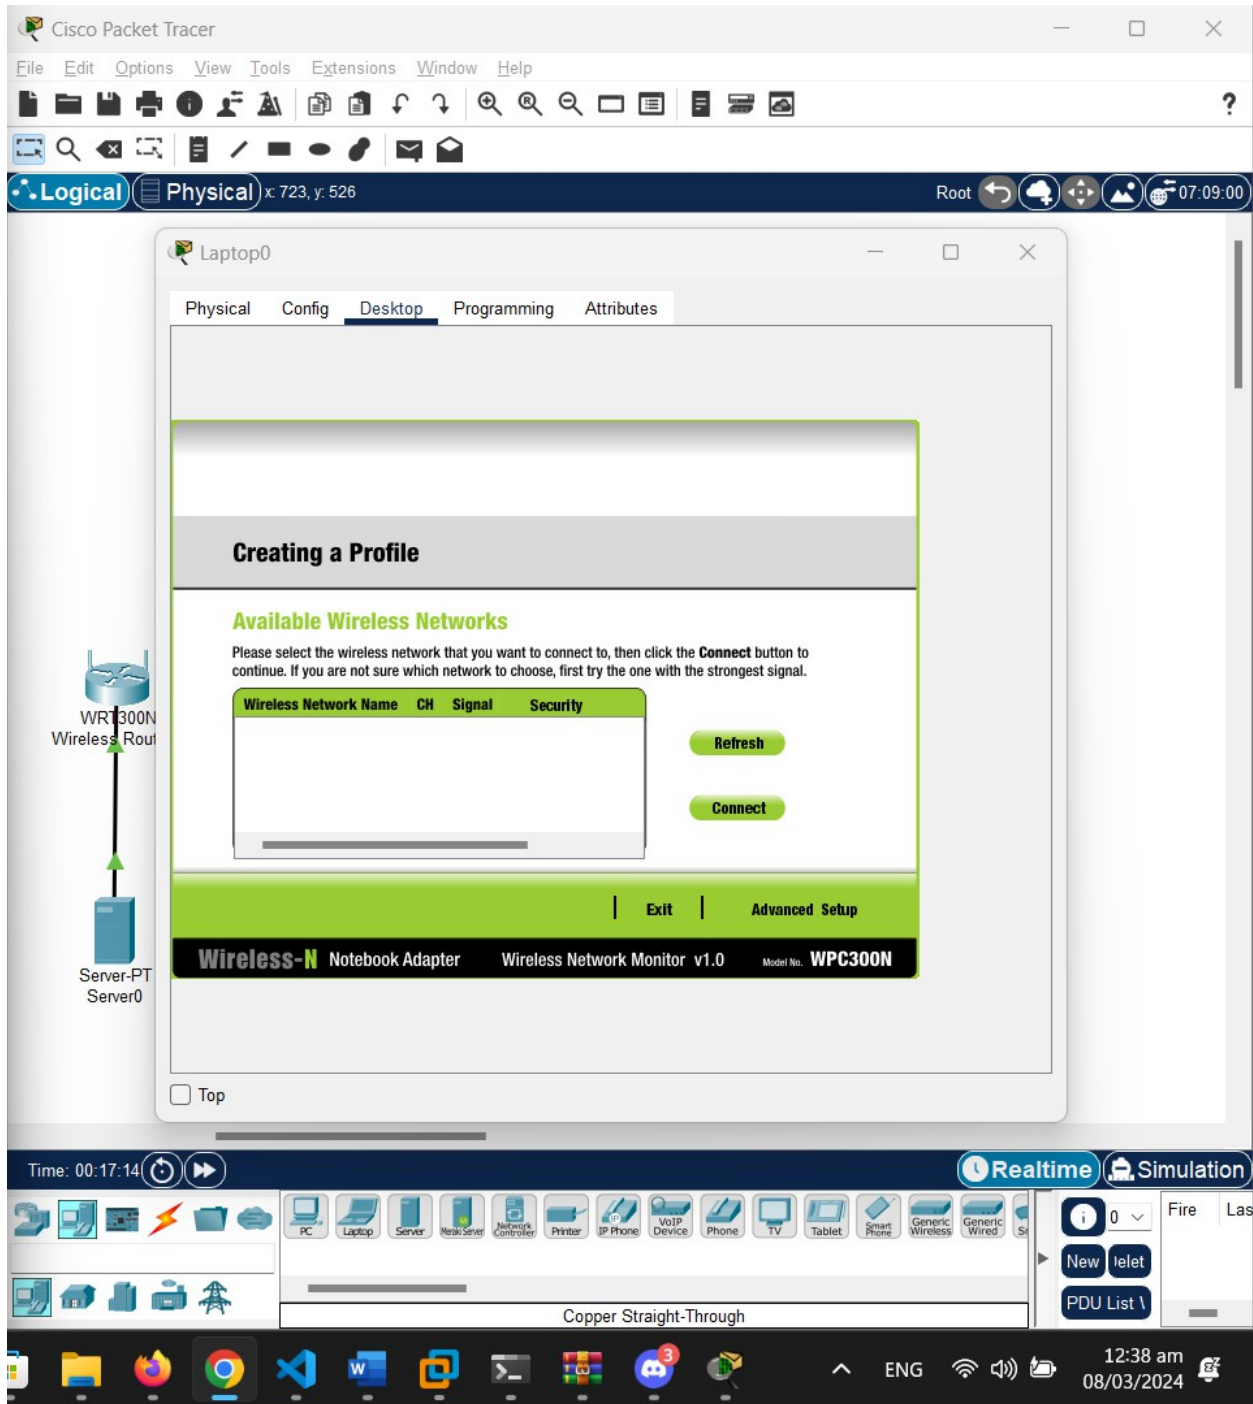 Cisco Packet Tracer
File Edit Options View Tools Extensions Window Help
?
Logical Physical x: 723, y: 526 Root 07:09:00
Laptop0
Physical Config Desktop Programming Attributes
Creating a Profile
Available Wireless Networks
Please select the wireless network that you want to connect to, then click the Connect button to
continue. If you are not sure which network to choose, first try the one with the strongest signal.
Wireless Network Name CH Signal Security
Refresh
Connect
Exit Advanced Setup
Wireless-N Notebook Adapter Wireless Network Monitor v1.0 Model No. WPC300N
WRT300N
Wireless Rout
Server-PT
Server0
Top
Time: 00:17:14 Realtime Simulation
PC Laptop Server Meraki Server Network Controller Printer IP Phone VoIP Device Phone TV Tablet Smart Phone Generic Wireless Generic Wired
0 Fire Las
New
PDU List
Copper Straight-Through
3
ENG 12:38 am
08/03/2024